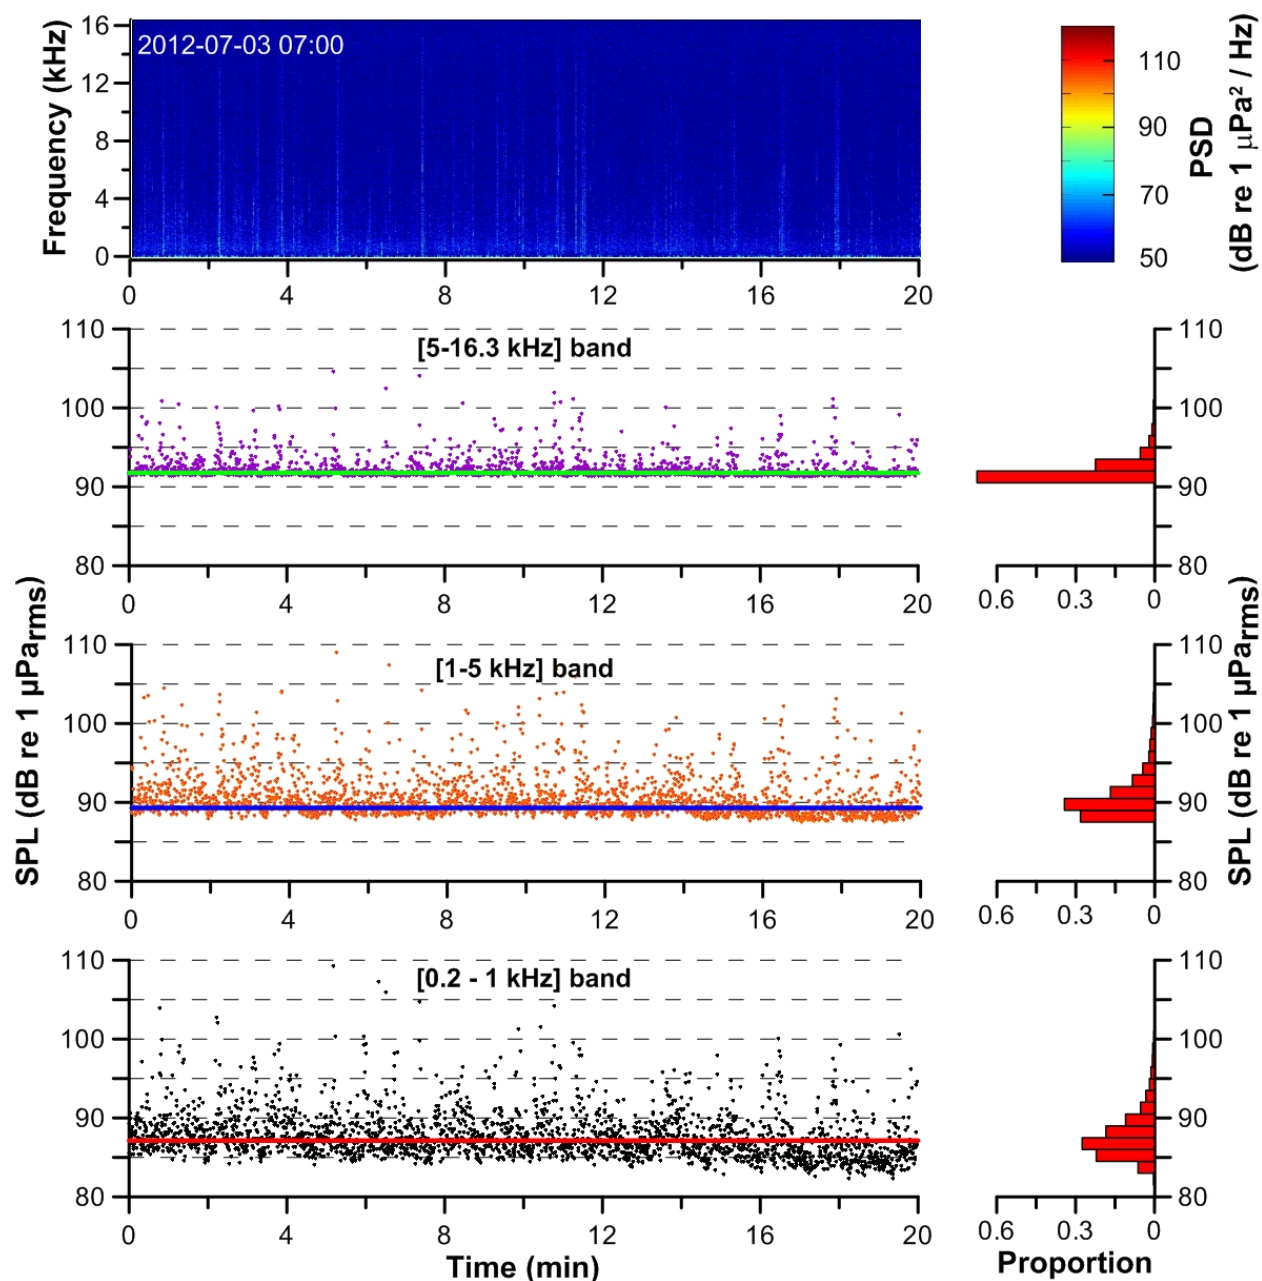 2012-07-03 07:00
Frequency (kHz)
16
12
8
4
0
0 4 8 12 16 20
110
90
70
50
PSD
(dB re 1 µPa² / Hz)
[5-16.3 kHz] band
110
100
90
80
0 4 8 12 16 20
110
100
90
80
0.6 0.3 0
SPL (dB re 1 µParms)
[1-5 kHz] band
110
100
90
80
0 4 8 12 16 20
110
100
90
80
0.6 0.3 0
SPL (dB re 1 µParms)
[0.2 - 1 kHz] band
110
100
90
80
0 4 8 12 16 20
Time (min)
110
100
90
80
0.6 0.3 0
Proportion